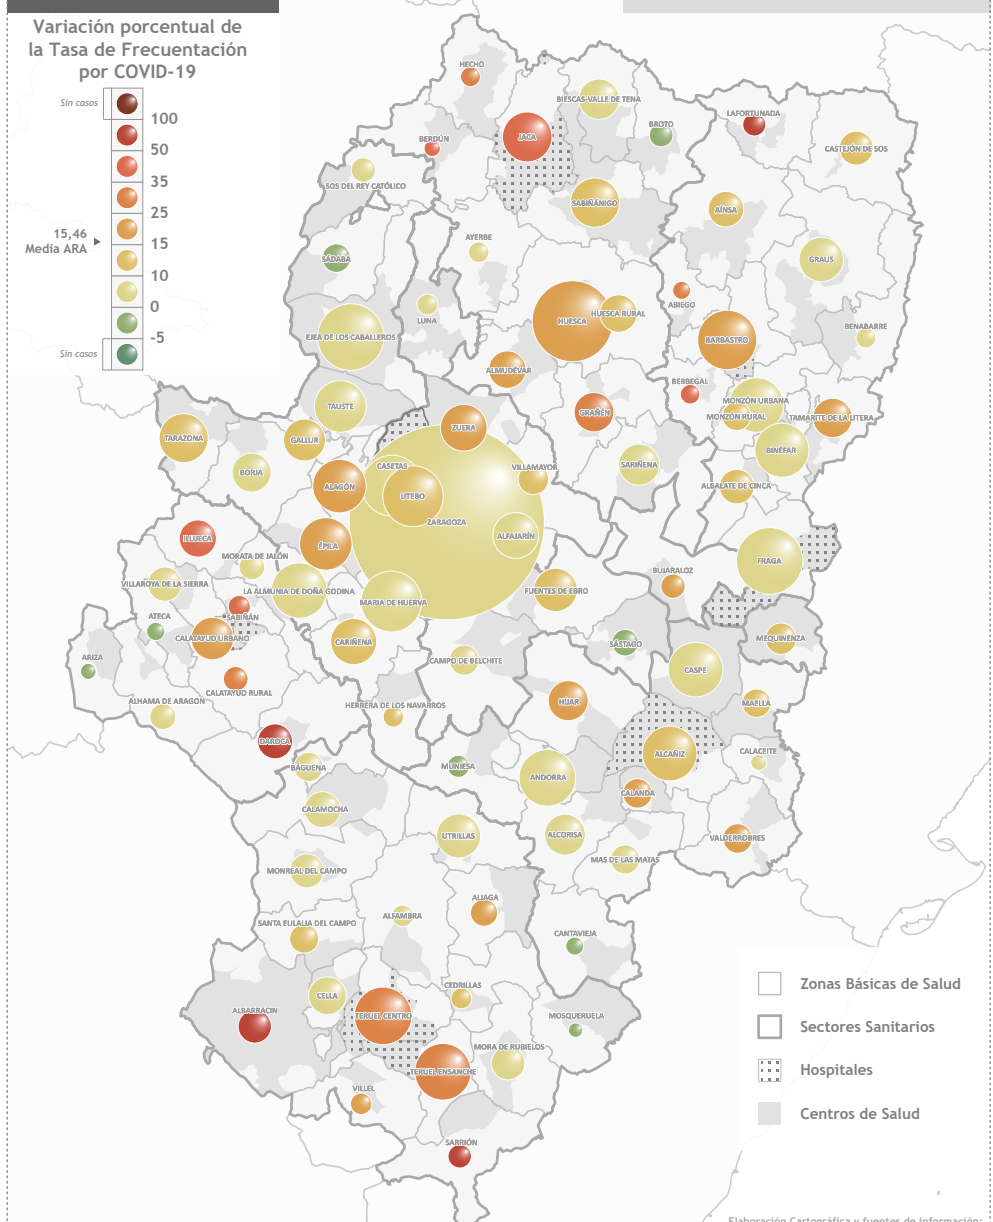 Variación porcentual de
la Tasa de Frecuentación
por COVID-19
Sin casos
100
50
35
25
15,46
Media ARA
15
10
0
-5
Sin casos
HECHO
BIESCAS-VALLE DE TENA
LAFORTUNADA
BROTO
JACA
BERDÚN
CASTEJÓN DE SOS
SOS DEL REY CATÓLICO
SABIÑÁNIGO
AÍNSA
AYERBE
SÁDABA
GRAUS
ABIEGO
LUNA
HUESCA
HUESCA RURAL
BENABARRE
EJEA DE LOS CABALLEROS
BARBASTRO
ALMUDÉVAR
BERBEGAL
MONZÓN URBANA
TAUSTE
GRAÑÉN
MONZÓN RURAL
TAMARITE DE LA LITERA
ZUERA
TARAZONA
GALLUR
BINÉFAR
CASETAS
VILLAMAYOR
SARIÑENA
BORJA
ALAGÓN
ALBALATE DE CINCA
UTEBO
ZARAGOZA
ALFAJARÍN
ILLUECA
ÉPILA
MORATA DE JALÓN
FRAGA
BUJARALOZ
VILLAROYA DE LA SIERRA
LA ALMUNIA DE DOÑA GODINA
FUENTES DE EBRO
MARIA DE HUERVA
ATECA
SABIÑÁN
CALATAYUD URBANO
CARIÑENA
SÁSTAGO
MEQUINENZA
ARIZA
CAMPO DE BELCHITE
CASPE
CALATAYUD RURAL
ALHAMA DE ARAGON
HERRERA DE LOS NAVARROS
HÍJAR
MAELLA
DAROCA
ALCAÑIZ
CALACEITE
BÁGUENA
MUNIESA
ANDORRA
CALANDA
CALAMOCHA
UTRILLAS
ALCORISA
VALDERROBRES
MAS DE LAS MATAS
MONREAL DEL CAMPO
ALIAGA
ALFAMBRA
SANTA EULALIA DEL CAMPO
CANTAVIEJA
CEDRILLAS
CELLA
ALBARRACIN
TERUEL CENTRO
MOSQUERUELA
MORA DE RUBIELOS
TERUEL ENSANCHE
VILLEL
SARRIÓN
Zonas Básicas de Salud
Sectores Sanitarios
Hospitales
Centros de Salud
Elaboración Cartográfica y fuentes de información: